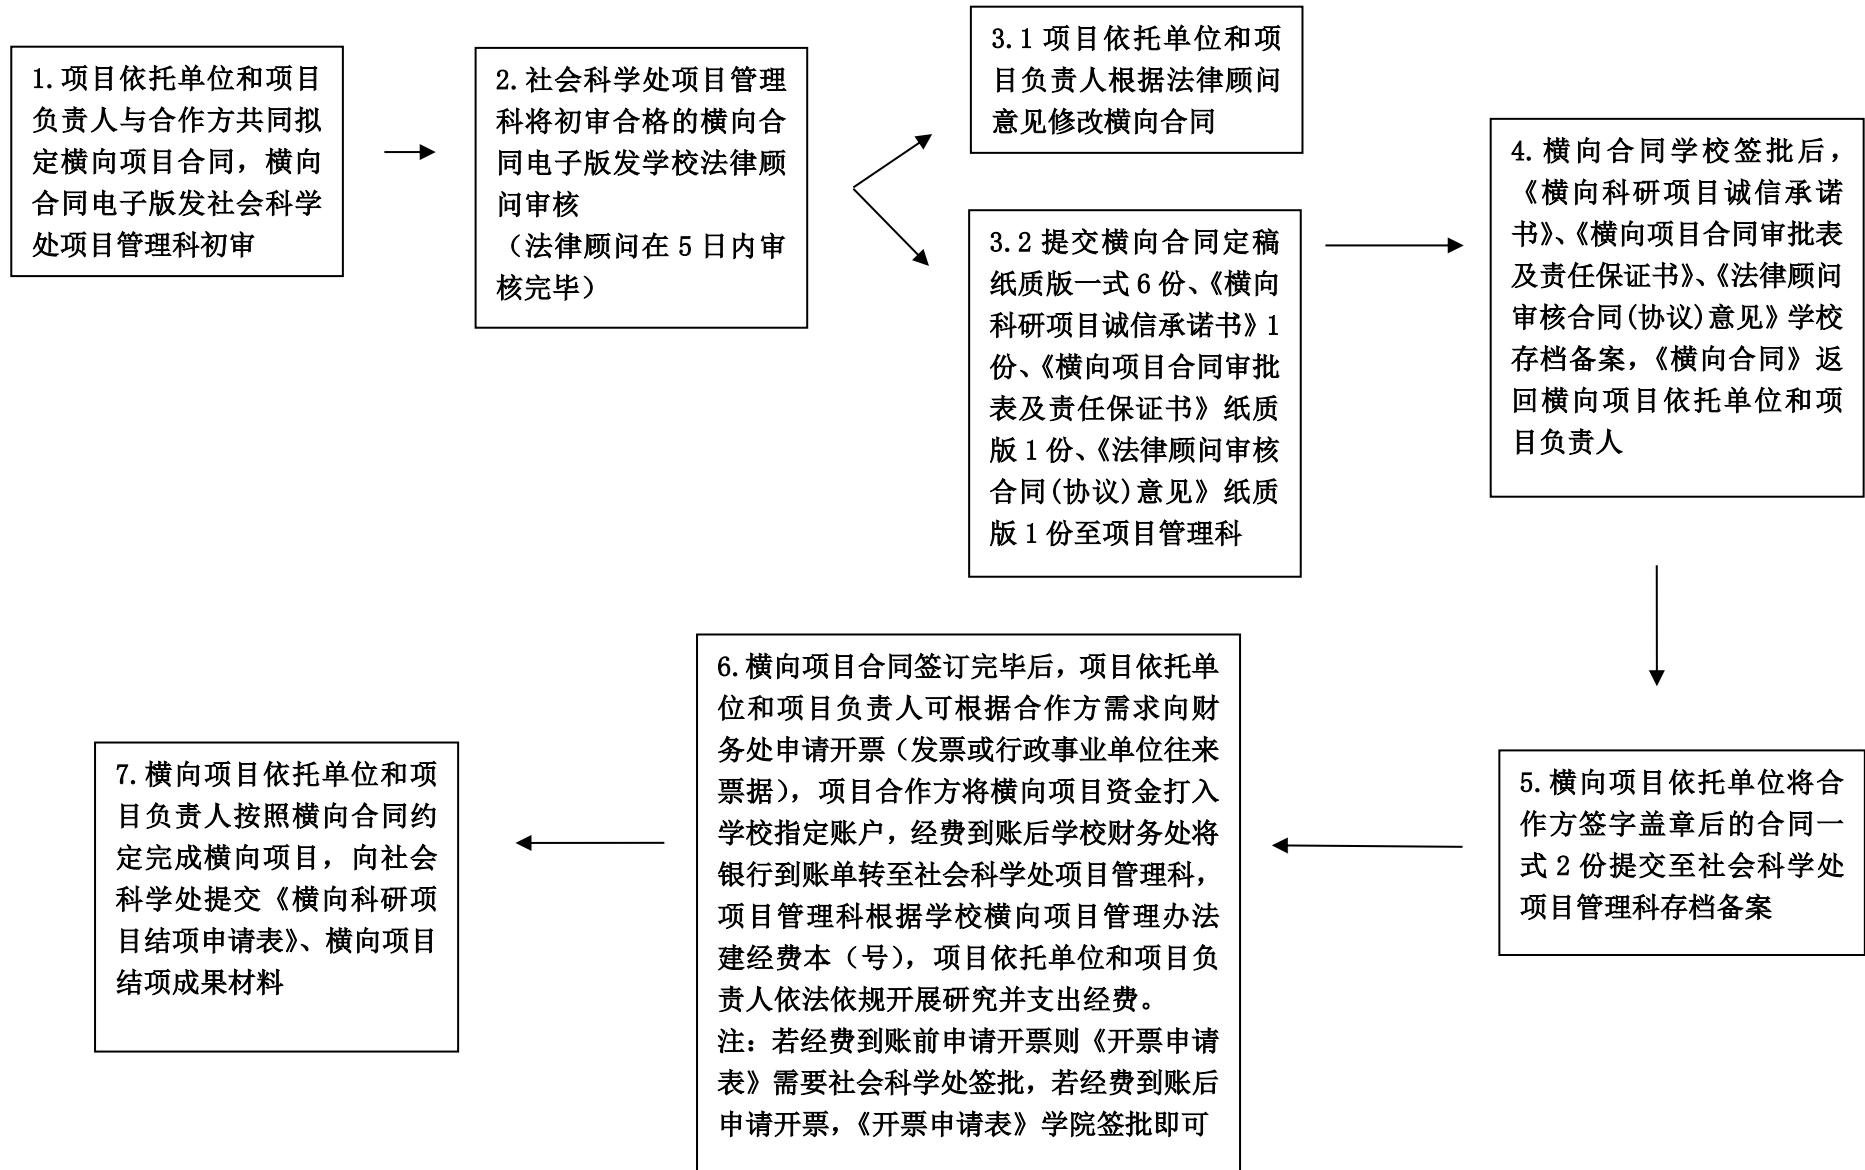 1.项目依托单位和项目
负责人与合作方共同拟
定横向项目合同，横向
合同电子版发社会科学
处项目管理科初审
2.社会科学处项目管理
科将初审合格的横向合
同电子版发学校法律顾
问审核
（法律顾问在 5 日内审
核完毕）
3.1 项目依托单位和项
目负责人根据法律顾问
意见修改横向合同
3.2 提交横向合同定稿
纸质版一式 6 份、《横向
科研项目诚信承诺书》1
份、《横向项目合同审批
表及责任保证书》纸质
版 1 份、《法律顾问审核
合同(协议)意见》纸质
版 1 份至项目管理科
4.横向合同学校签批后，
《横向科研项目诚信承诺
书》、《横向项目合同审批表
及责任保证书》、《法律顾问
审核合同(协议)意见》学校
存档备案，《横向合同》返
回横向项目依托单位和项
目负责人
5.横向项目依托单位将合
作方签字盖章后的合同一
式 2 份提交至社会科学处
项目管理科存档备案
6.横向项目合同签订完毕后，项目依托单
位和项目负责人可根据合作方需求向财
务处申请开票（发票或行政事业单位往来
票据），项目合作方将横向项目资金打入
学校指定账户，经费到账后学校财务处将
银行到账单转至社会科学处项目管理科，
项目管理科根据学校横向项目管理办法
建经费本（号），项目依托单位和项目负
责人依法依规开展研究并支出经费。
注：若经费到账前申请开票则《开票申请
表》需要社会科学处签批，若经费到账后
申请开票，《开票申请表》学院签批即可
7.横向项目依托单位和项
目负责人按照横向合同约
定完成横向项目，向社会
科学处提交《横向科研项
目结项申请表》、横向项目
结项成果材料